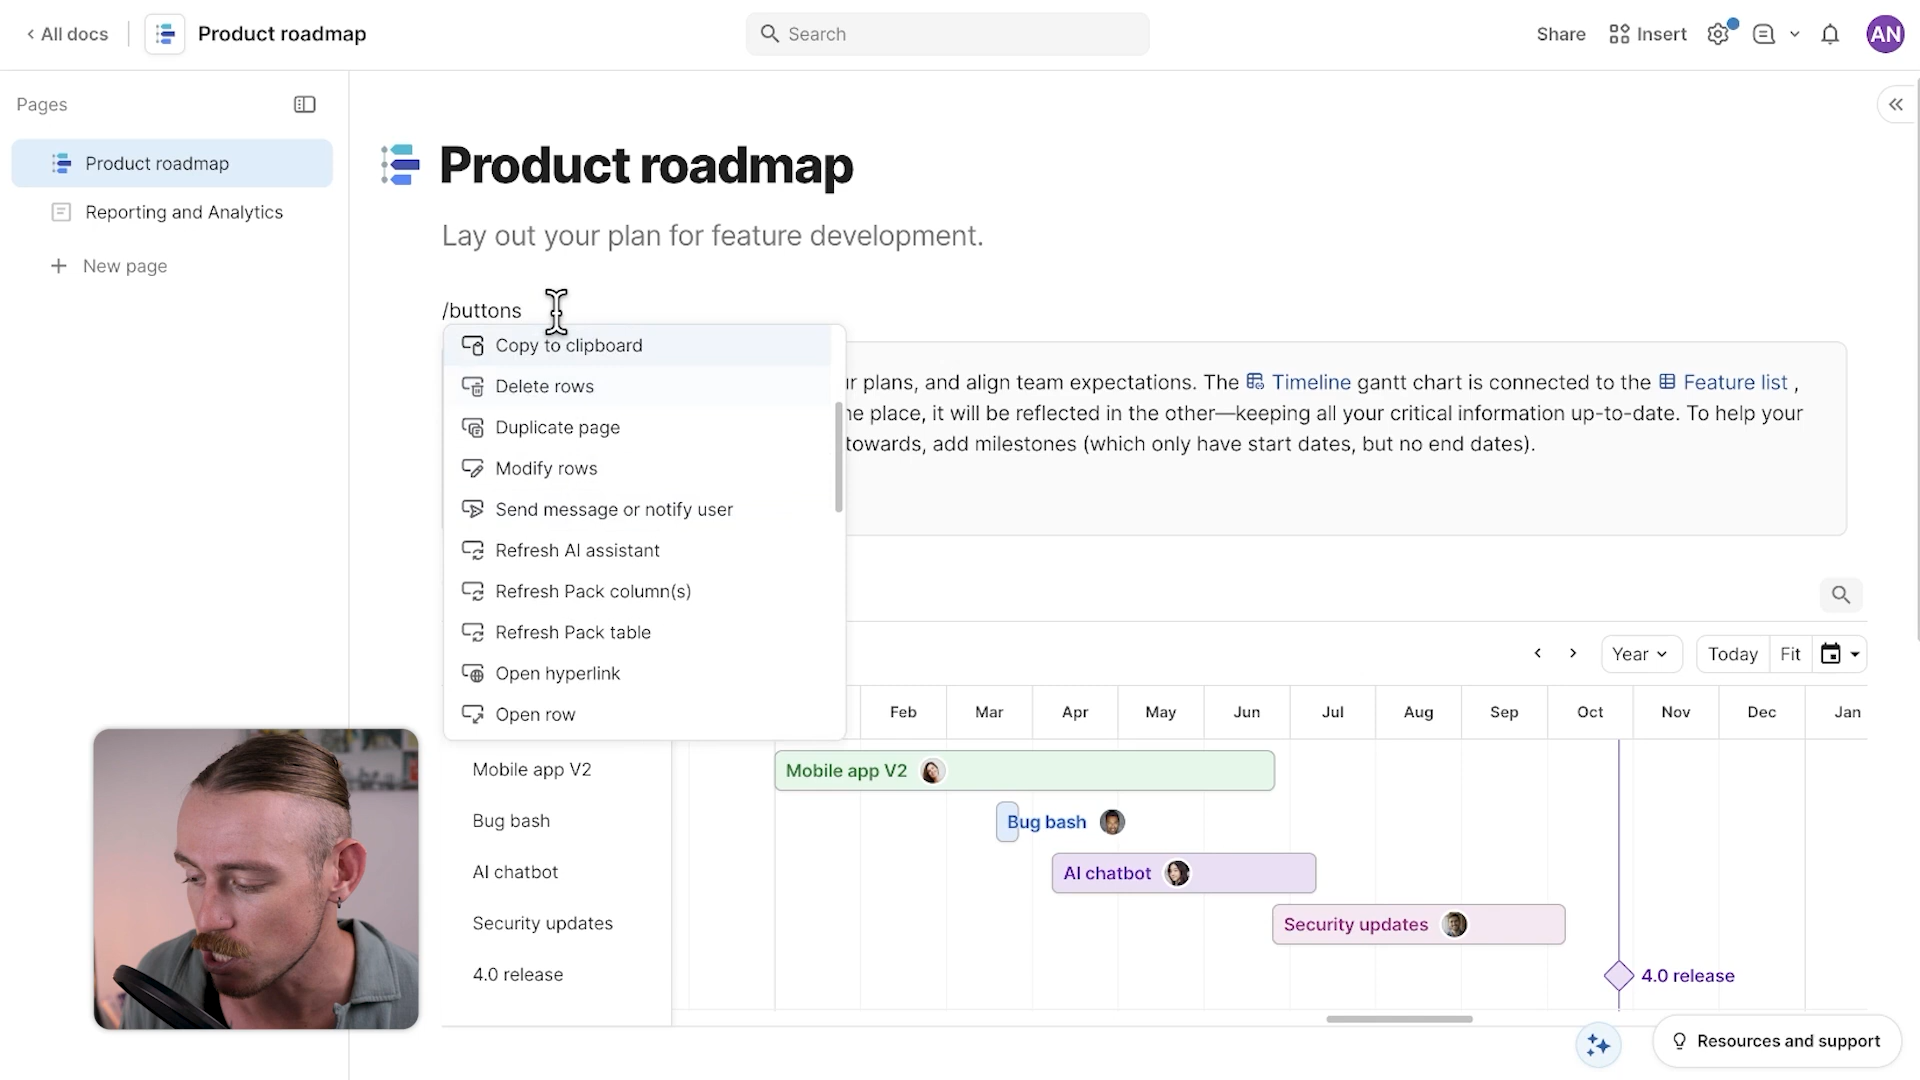 All docs
Product roadmap
Search
Share
Insert
AN
Pages
Product roadmap
Reporting and Analytics
New page
Product roadmap
Lay out your plan for feature development.
/buttons
Copy to clipboard
Delete rows
Duplicate page
Modify rows
Send message or notify user
Refresh AI assistant
Refresh Pack column(s)
Refresh Pack table
Open hyperlink
Open row
plans, and align team expectations. The Timeline gantt chart is connected to the Feature list ,
place, it will be reflected in the other—keeping all your critical information up-to-date. To help your
towards, add milestones (which only have start dates, but no end dates).
Year
Today
Fit
Feb Mar Apr May Jun Jul Aug Sep Oct Nov Dec Jan
Mobile app V2
Mobile app V2
Bug bash
Bug bash
AI chatbot
AI chatbot
Security updates
Security updates
4.0 release
4.0 release
Resources and support